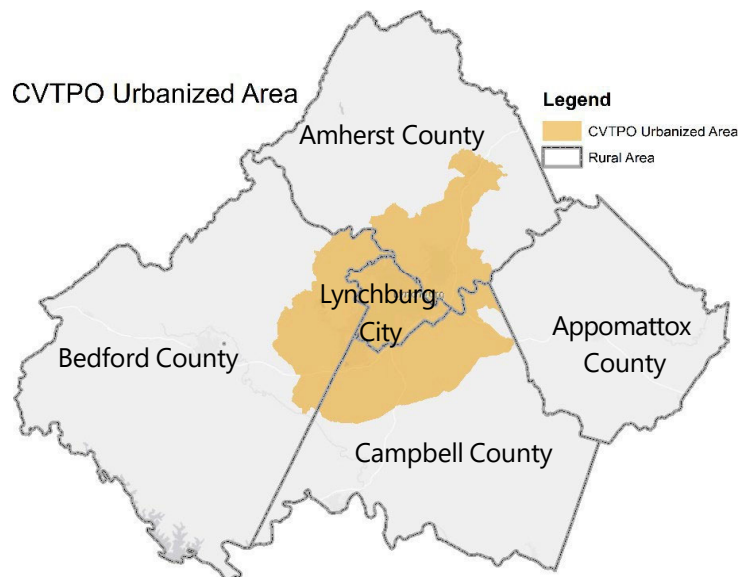 CVTPO Urbanized Area
Legend
CVTPO Urbanized Area
Rural Area
Amherst County
Lynchburg
City
Appomattox
County
Bedford County
Campbell County